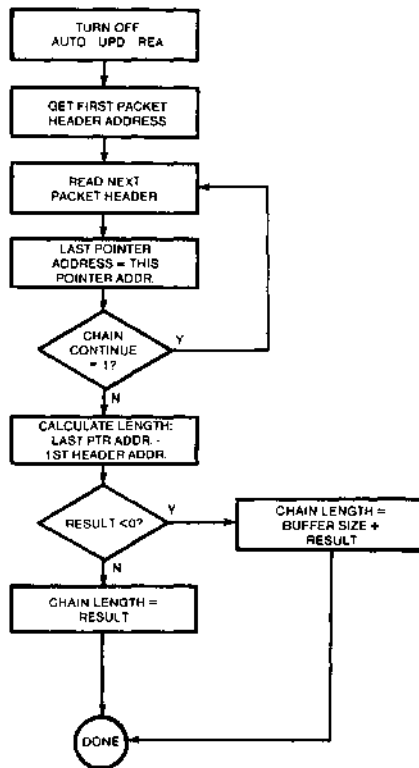 TURN OFF
AUTO UPD REA
GET FIRST PACKET
HEADER ADDRESS
READ NEXT
PACKET HEADER
LAST POINTER
ADDRESS = THIS
POINTER ADDR.
CHAIN
CONTINUE
= 1?
Y
N
CALCULATE LENGTH:
LAST PTR ADDR. -
1ST HEADER ADDR.
RESULT <0?
Y
N
CHAIN LENGTH =
BUFFER SIZE +
RESULT
CHAIN LENGTH =
RESULT
DONE